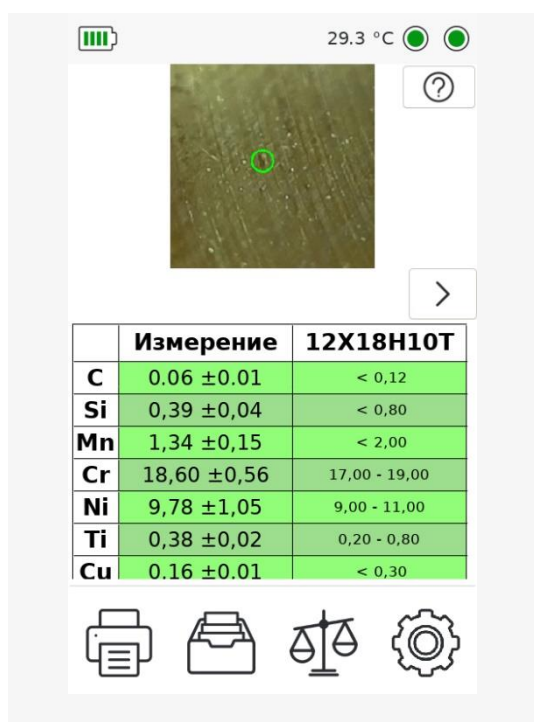 29.3 °C
?
Измерение 12Х18Н10Т
C 0.06 ±0.01 < 0,12
Si 0,39 ±0,04 < 0,80
Mn 1,34 ±0,15 < 2,00
Cr 18,60 ±0,56 17,00 - 19,00
Ni 9,78 ±1,05 9,00 - 11,00
Ti 0,38 ±0,02 0,20 - 0,80
Cu 0.16 ±0.01 < 0,30